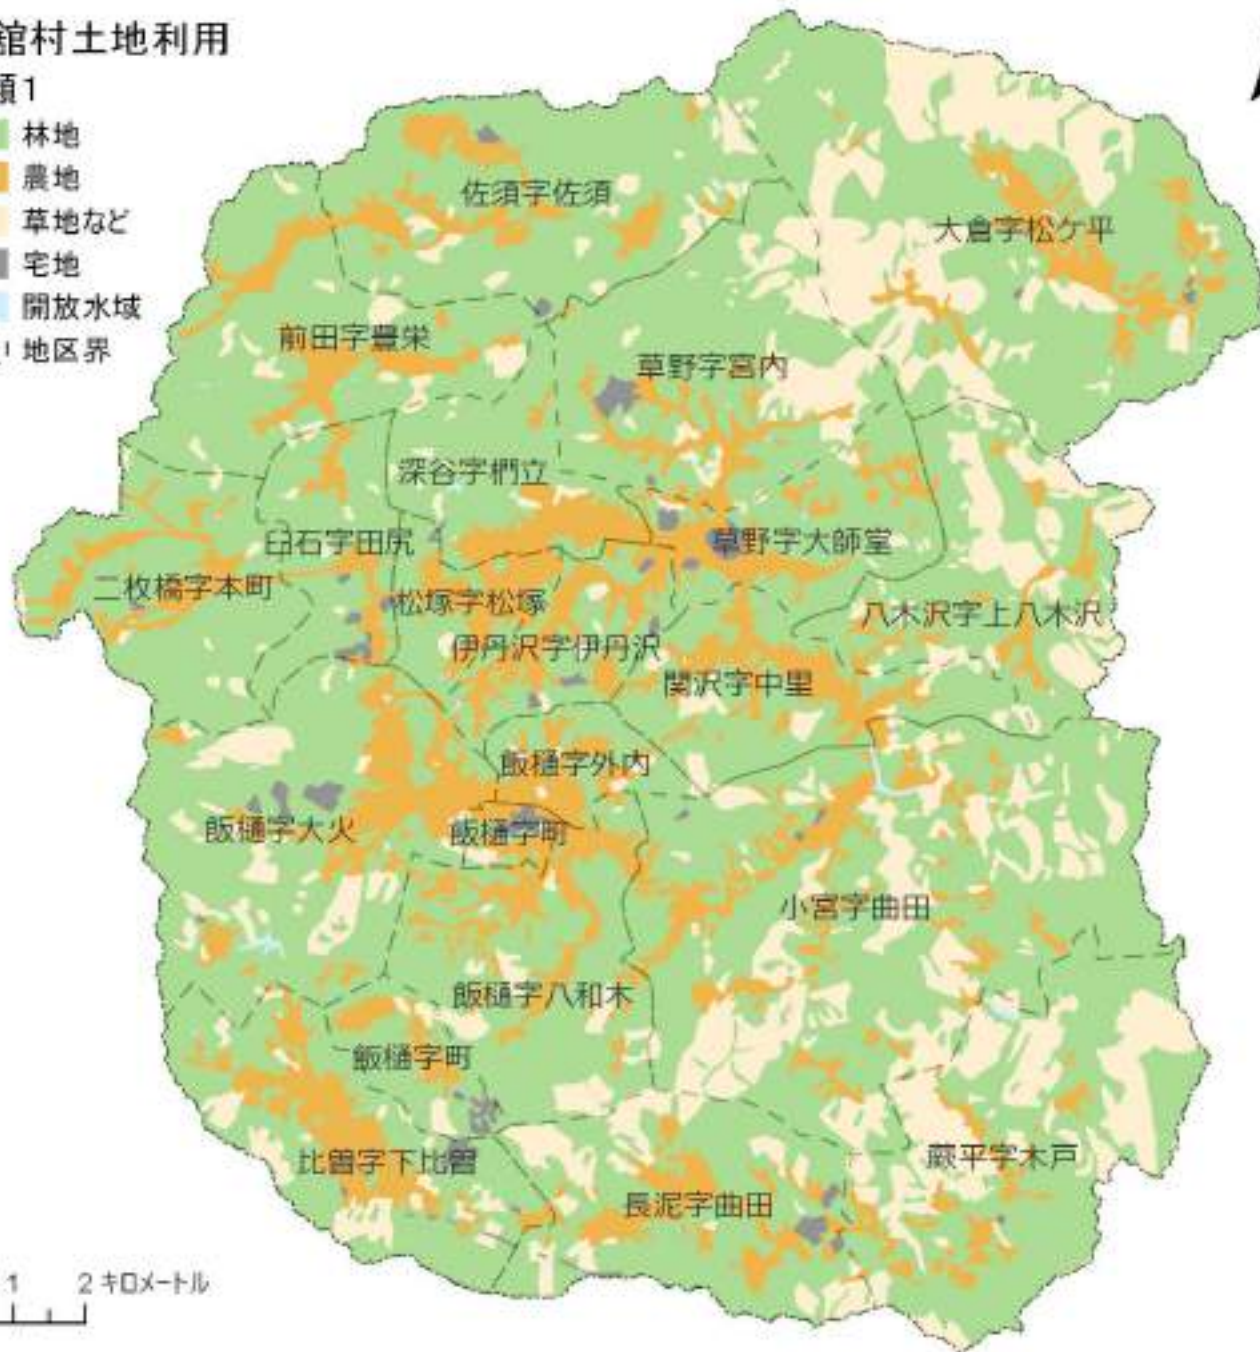 舘村土地利用
類1
林地
農地
草地など
宅地
開放水域
地区界
佐須字佐須
大倉字松ケ平
前田字豊栄
草野字宮内
深谷字椚立
臼石字田尻
草野字大師堂
二枚橋字本町
松塚字松塚
八木沢字上八木沢
伊丹沢字伊丹沢
関沢字中里
飯樋字外内
飯樋字大火
飯樋字町
小宮字曲田
飯樋字八和木
飯樋字町
比曽字下比曽
蕨平字木戸
長泥字曲田
1 2 キロメートル